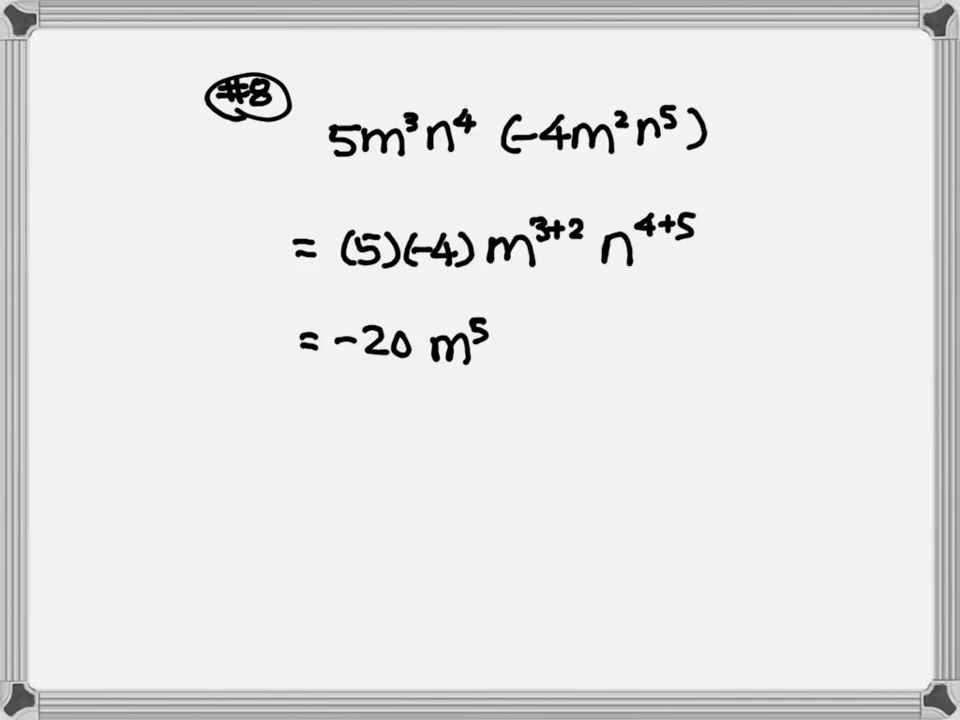 #8
5m³n⁴ (-4m²n⁵)
= (5)(-4) m³⁺² n⁴⁺⁵
= -20 m⁵